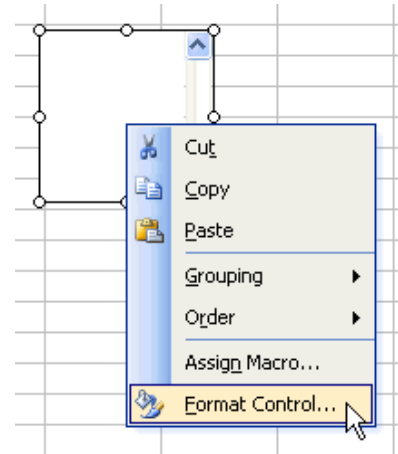 Cut
Copy
Paste
Grouping
Order
Assign Macro...
Format Control...